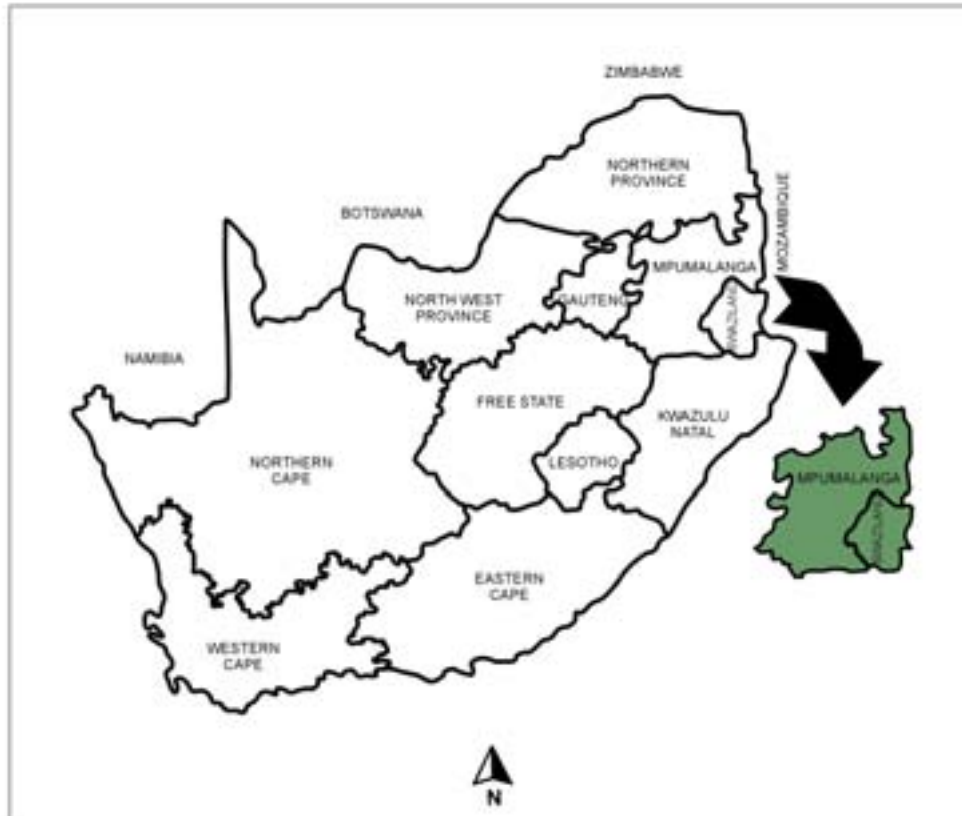 ZIMBABWE
NORTHERN
PROVINCE
MOZAMBIQUE
BOTSWANA
MPUMALANGA
NORTH WEST
PROVINCE
GAUTENG
NAMIBIA
FREE STATE
KWAZULU
NATAL
LESOTHO
NORTHERN
CAPE
MPUMALANGA
EASTERN
CAPE
WESTERN
CAPE
N